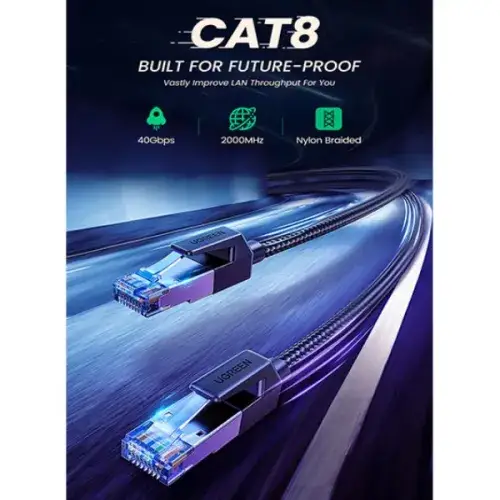 CAT8
BUILT FOR FUTURE-PROOF
Vastly Improve LAN Throughput For You
40Gbps
2000MHz
Nylon Braided
UGREEN
UGREEN